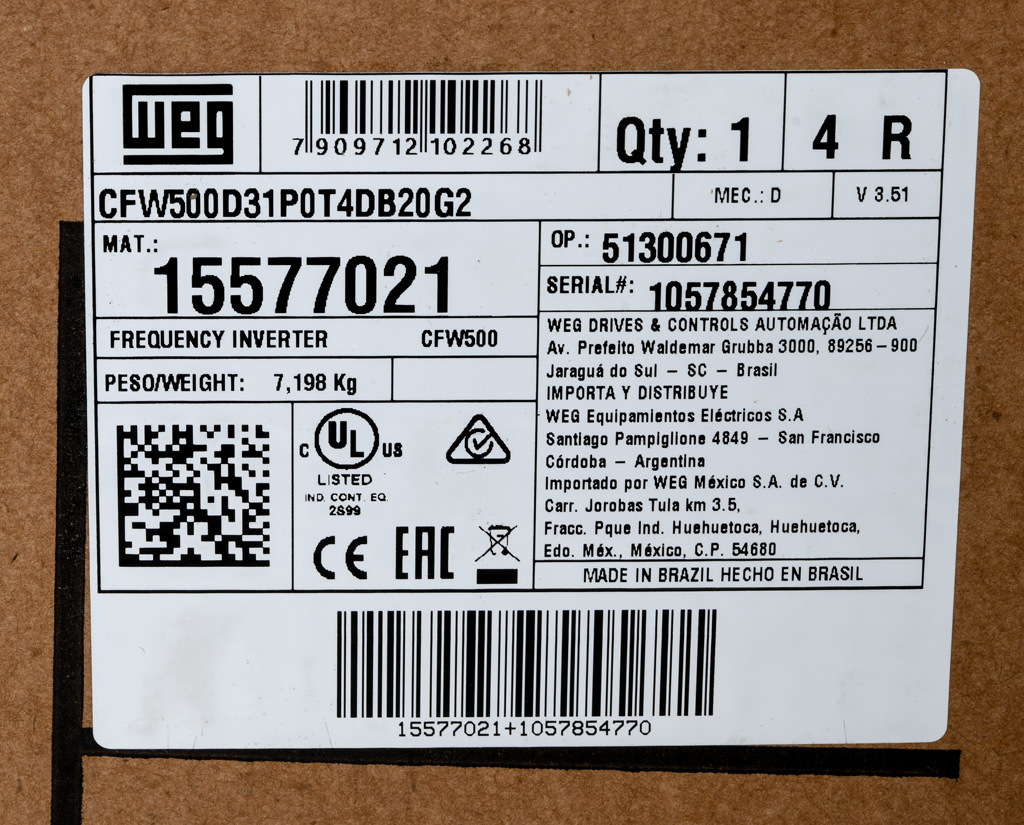 WEG
7 909712 102268
Qty: 1
4 R
CFW500D31P0T4DB20G2
MEC.: D
V 3.51
MAT.:
15577021
OP.: 51300671
SERIAL#: 1057854770
FREQUENCY INVERTER CFW500
PESO/WEIGHT: 7,198 Kg
WEG DRIVES & CONTROLS AUTOMAÇÃO LTDA
Av. Prefeito Waldemar Grubba 3000, 89256-900
Jaraguá do Sul - SC - Brasil
IMPORTA Y DISTRIBUYE
WEG Equipamientos Eléctricos S.A
Santiago Pampiglione 4849 - San Francisco
Córdoba - Argentina
Importado por WEG México S.A. de C.V.
Carr. Jorobas Tula km 3.5,
Fracc. Pque Ind. Huehuetoca, Huehuetoca,
Edo. Méx., México, C.P. 54680
MADE IN BRAZIL HECHO EN BRASIL
C UL US
LISTED
IND. CONT. EQ.
2S99
CE EAC
15577021+1057854770